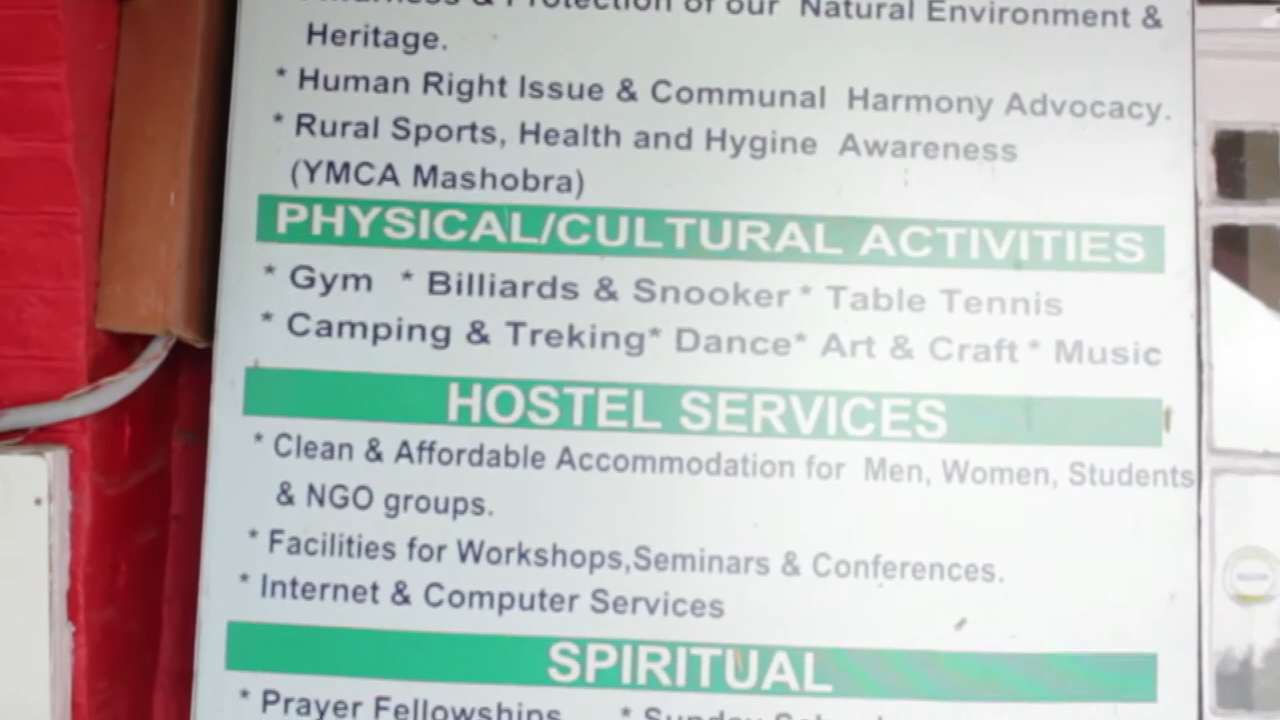 & Protection of our Natural Environment &
Heritage.
* Human Right Issue & Communal Harmony Advocacy.
* Rural Sports, Health and Hygine Awareness
(YMCA Mashobra)
PHYSICAL/CULTURAL ACTIVITIES
* Gym * Billiards & Snooker * Table Tennis
* Camping & Treking* Dance* Art & Craft * Music
HOSTEL SERVICES
* Clean & Affordable Accommodation for Men, Women, Students
& NGO groups.
* Facilities for Workshops,Seminars & Conferences.
* Internet & Computer Services
SPIRITUAL
* Prayer Fellowships * Sunday